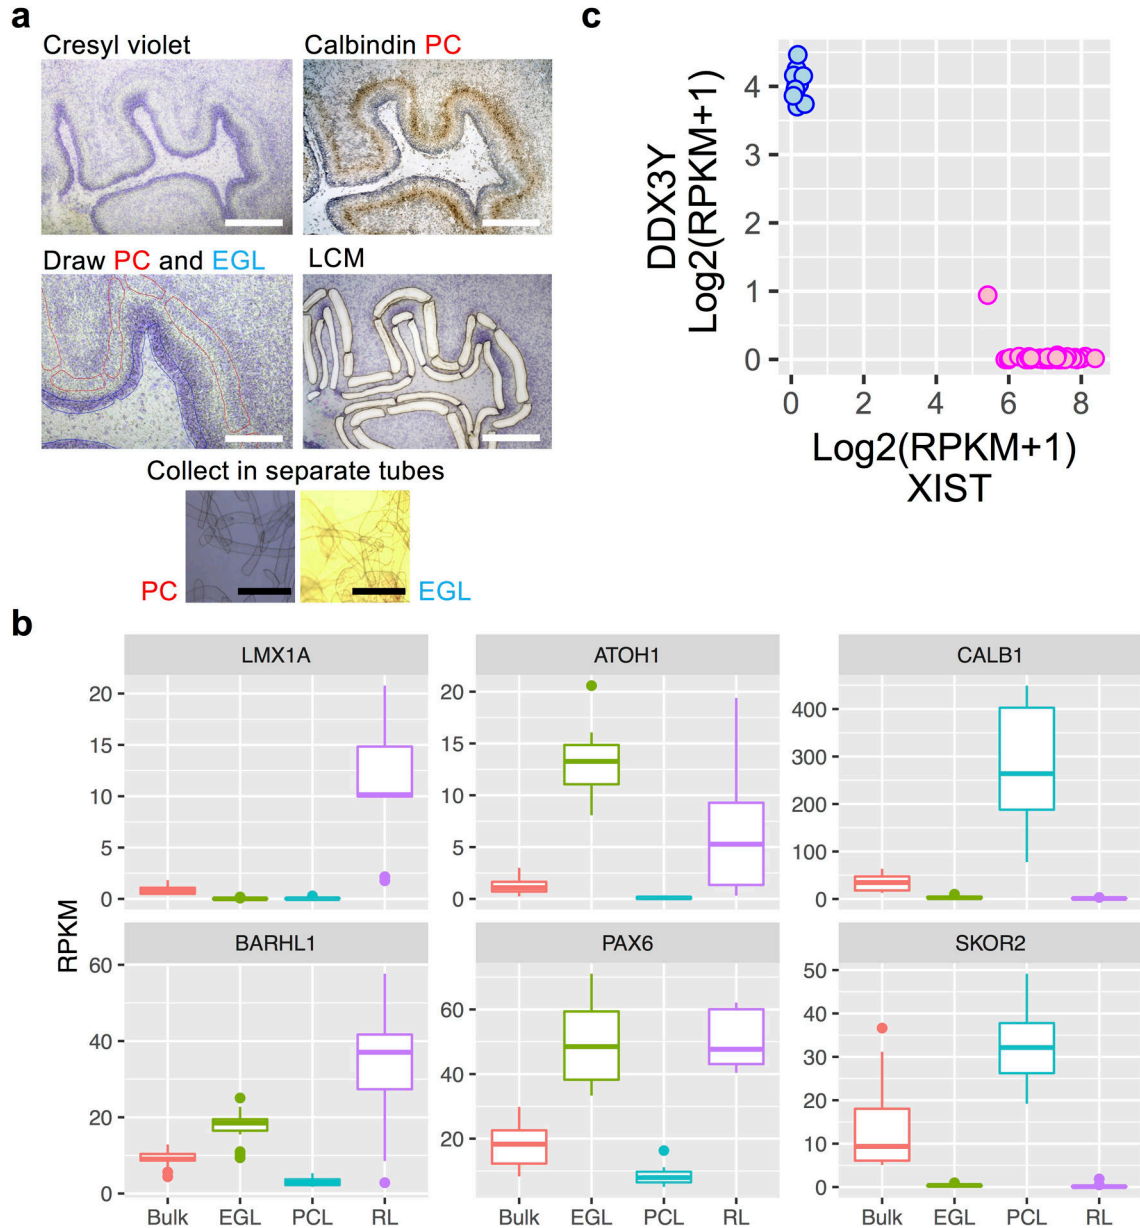 a
Cresyl violet
Calbindin PC
Draw PC and EGL
LCM
Collect in separate tubes
PC
EGL
c
DDX3Y
Log2(RPKM+1)
4
3
2
1
0
0 2 4 6 8
Log2(RPKM+1)
XIST
b
RPKM
LMX1A
20
15
10
5
0
ATOH1
20
15
10
5
0
CALB1
400
300
200
100
0
BARHL1
60
40
20
0
Bulk EGL PCL RL
PAX6
60
40
20
Bulk EGL PCL RL
SKOR2
50
40
30
20
10
0
Bulk EGL PCL RL